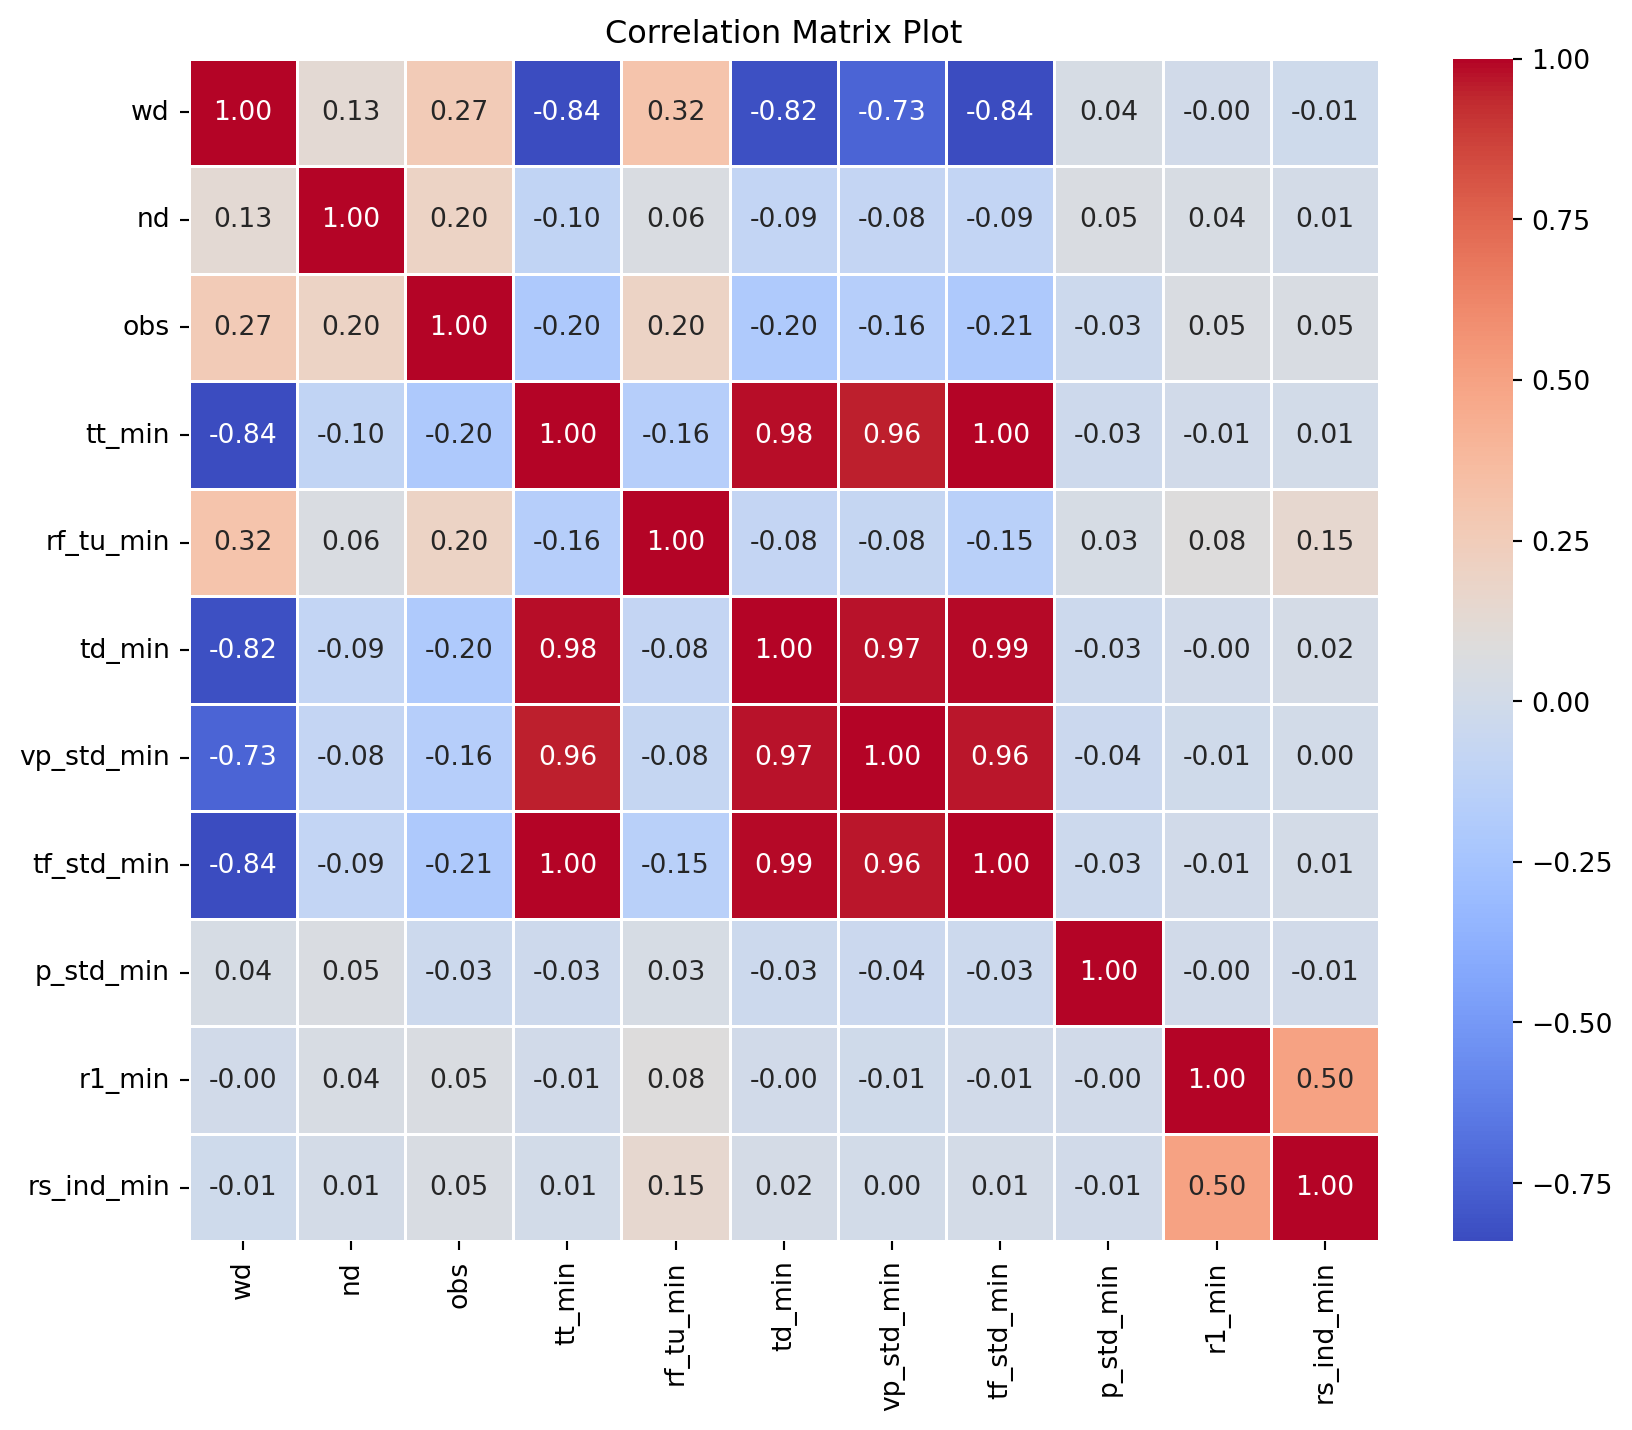 Correlation Matrix Plot
wd 1.00 0.13 0.27 -0.84 0.32 -0.82 -0.73 -0.84 0.04 -0.00 -0.01
nd 0.13 1.00 0.20 -0.10 0.06 -0.09 -0.08 -0.09 0.05 0.04 0.01
obs 0.27 0.20 1.00 -0.20 0.20 -0.20 -0.16 -0.21 -0.03 0.05 0.05
tt_min -0.84 -0.10 -0.20 1.00 -0.16 0.98 0.96 1.00 -0.03 -0.01 0.01
rf_tu_min 0.32 0.06 0.20 -0.16 1.00 -0.08 -0.08 -0.15 0.03 0.08 0.15
td_min -0.82 -0.09 -0.20 0.98 -0.08 1.00 0.97 0.99 -0.03 -0.00 0.02
vp_std_min -0.73 -0.08 -0.16 0.96 -0.08 0.97 1.00 0.96 -0.04 -0.01 0.00
tf_std_min -0.84 -0.09 -0.21 1.00 -0.15 0.99 0.96 1.00 -0.03 -0.01 0.01
p_std_min 0.04 0.05 -0.03 -0.03 0.03 -0.03 -0.04 -0.03 1.00 -0.00 -0.01
r1_min -0.00 0.04 0.05 -0.01 0.08 -0.00 -0.01 -0.01 -0.00 1.00 0.50
rs_ind_min -0.01 0.01 0.05 0.01 0.15 0.02 0.00 0.01 -0.01 0.50 1.00
wd nd obs tt_min rf_tu_min td_min vp_std_min tf_std_min p_std_min r1_min rs_ind_min
1.00
0.75
0.50
0.25
0.00
−0.25
−0.50
−0.75